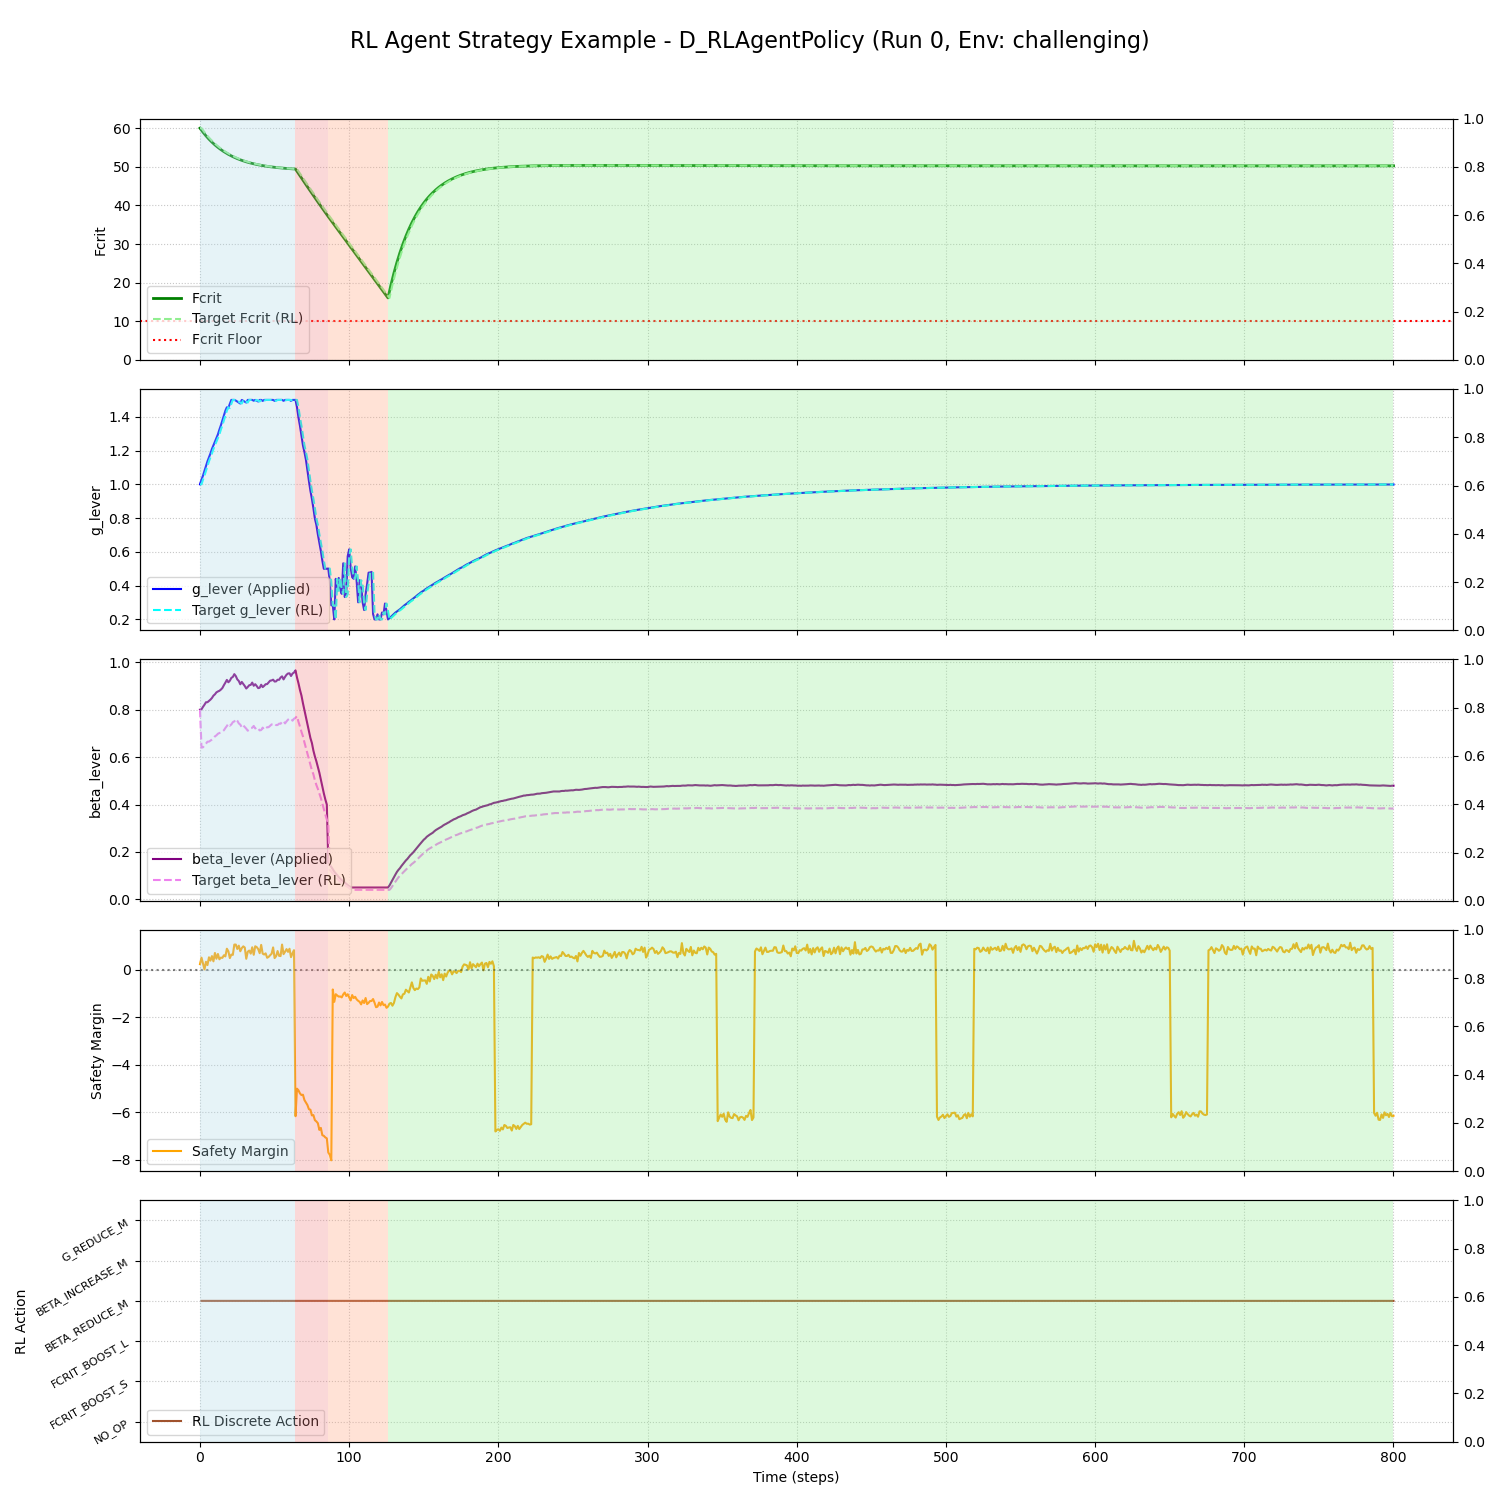 RL Agent Strategy Example - D_RLAgentPolicy (Run 0, Env: challenging)
60
50
40
30
20
10
0
Fcrit
Fcrit
Target Fcrit (RL)
Fcrit Floor
1.0
0.8
0.6
0.4
0.2
0.0
1.4
1.2
1.0
0.8
0.6
0.4
0.2
g_lever
g_lever (Applied)
Target g_lever (RL)
1.0
0.8
0.6
0.4
0.2
0.0
1.0
0.8
0.6
0.4
0.2
0.0
beta_lever
beta_lever (Applied)
Target beta_lever (RL)
1.0
0.8
0.6
0.4
0.2
0.0
0
−2
−4
−6
−8
Safety Margin
Safety Margin
1.0
0.8
0.6
0.4
0.2
0.0
G_REDUCE_M
BETA_INCREASE_M
BETA_REDUCE_M
FCRIT_BOOST_L
FCRIT_BOOST_S
NO_OP
RL Action
RL Discrete Action
1.0
0.8
0.6
0.4
0.2
0.0
0 100 200 300 400 500 600 700 800
Time (steps)